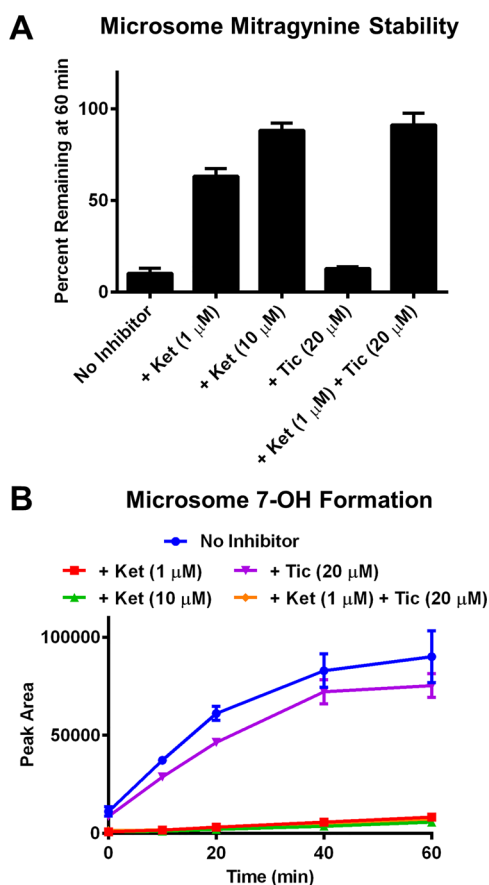 A
Microsome Mitragynine Stability
Percent Remaining at 60 min
100
50
0
No Inhibitor
+ Ket (1 μM)
+ Ket (10 μM)
+ Tic (20 μM)
+ Ket (1 μM) + Tic (20 μM)
B
Microsome 7-OH Formation
No Inhibitor
+ Ket (1 μM)
+ Tic (20 μM)
+ Ket (10 μM)
+ Ket (1 μM) + Tic (20 μM)
Peak Area
100000
50000
0
0
20
40
60
Time (min)